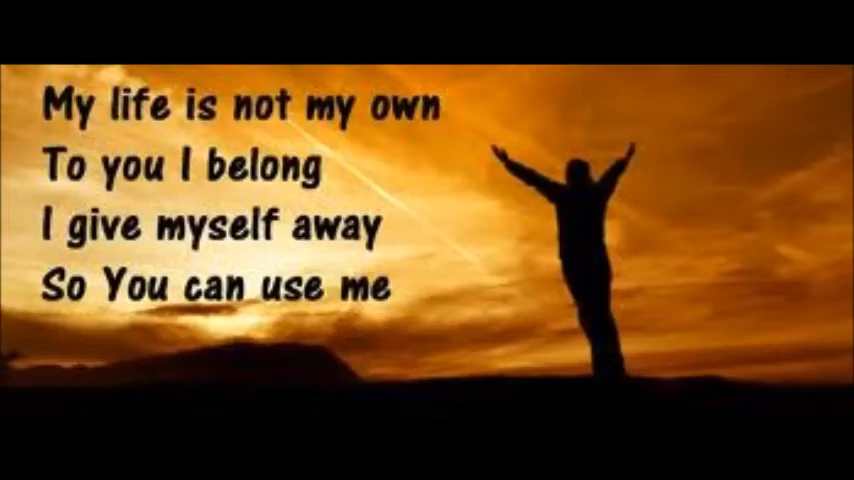 My life is not my own
To you I belong
I give myself away
So You can use me